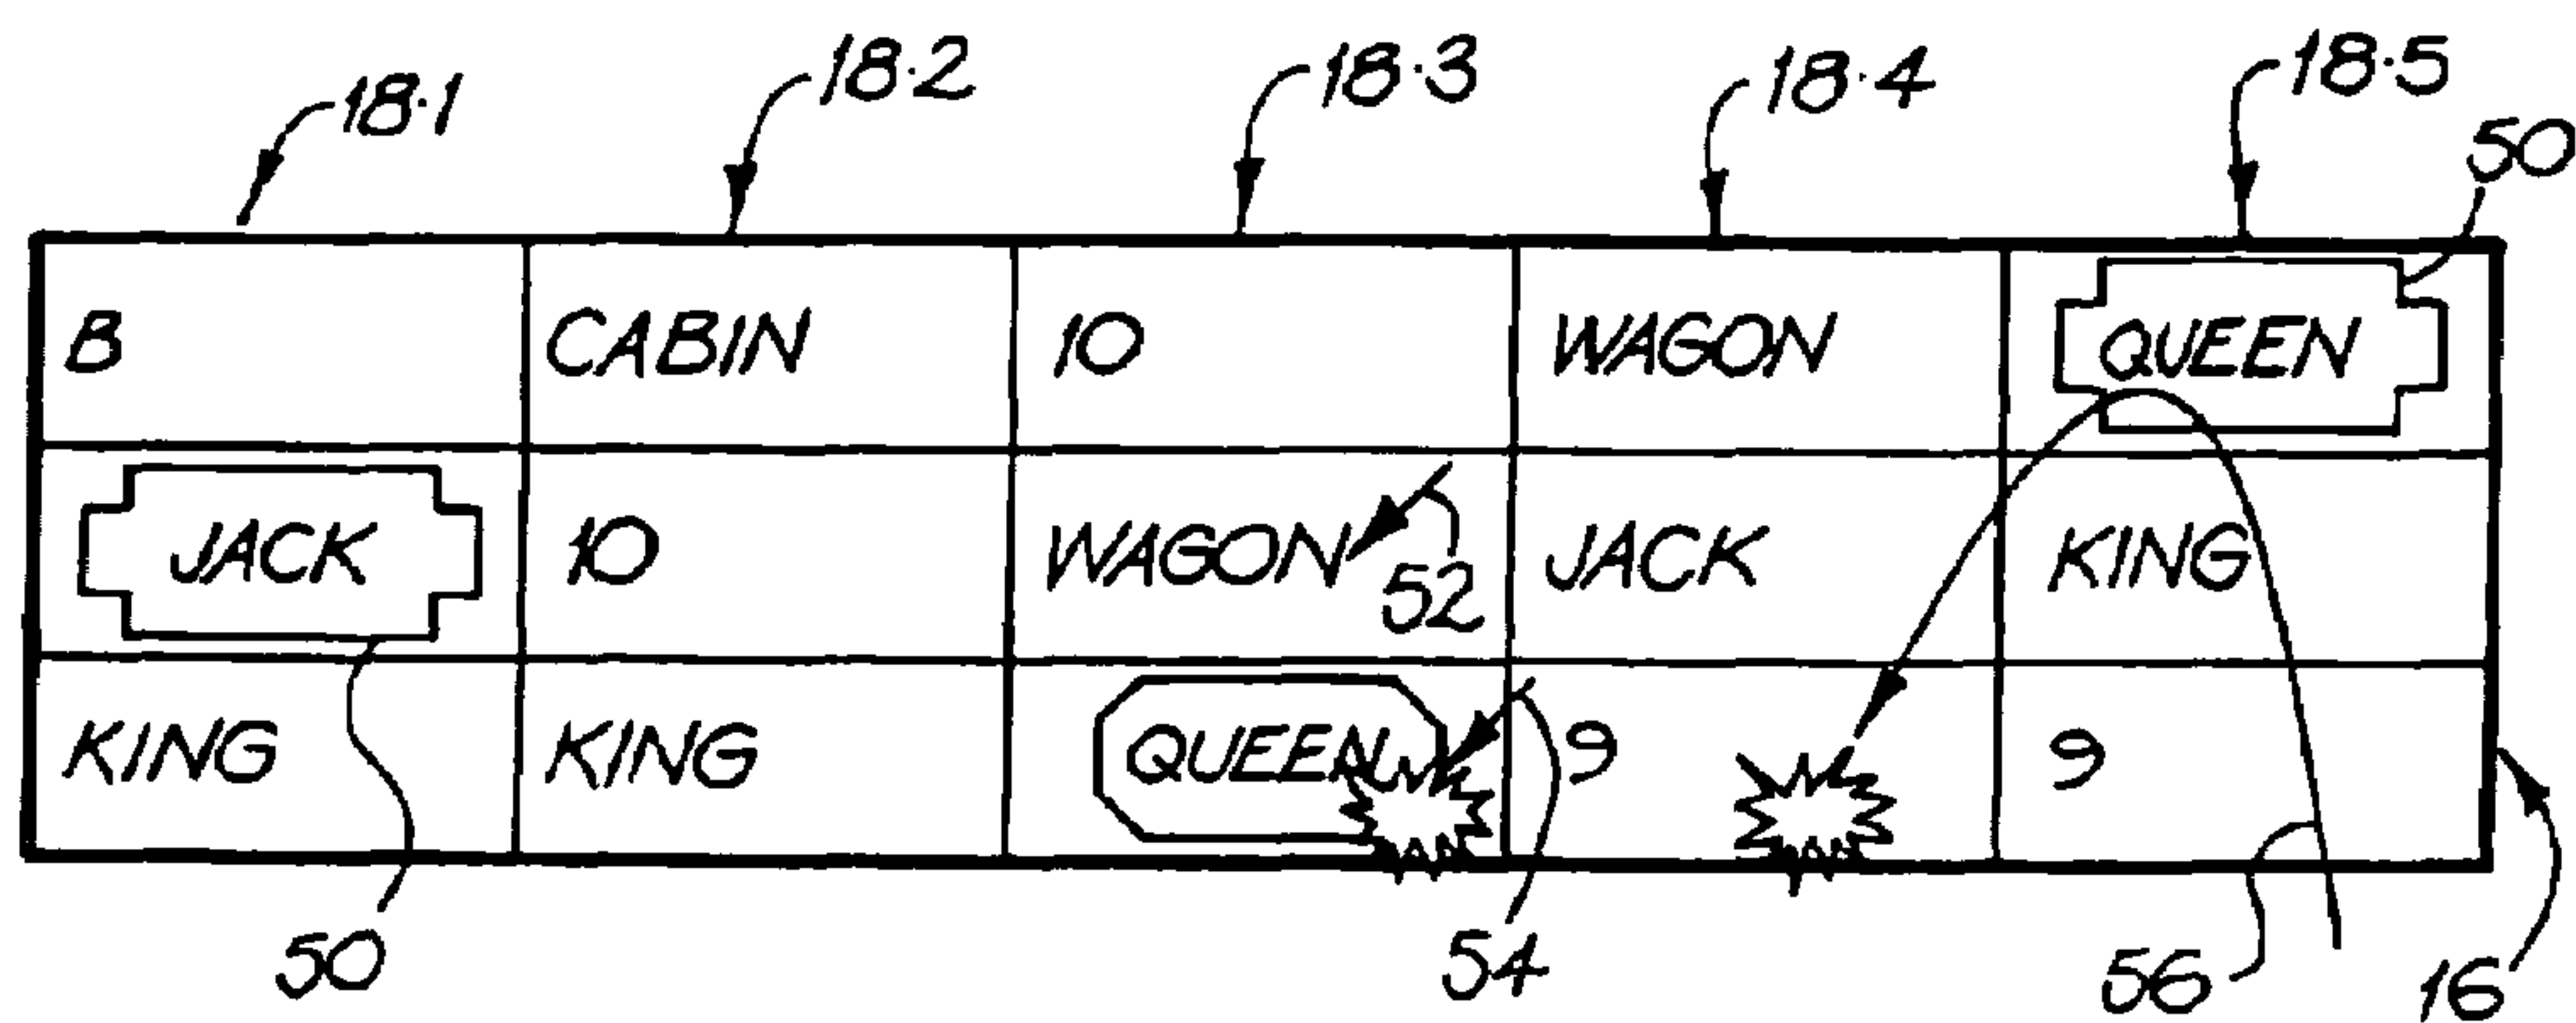 18·1 18·2 18·3 18·4 18·5
50
B CABIN 10 WAGON QUEEN
JACK 10 WAGON JACK KING
52
KING KING QUEEN 9 9
50 54 56 16